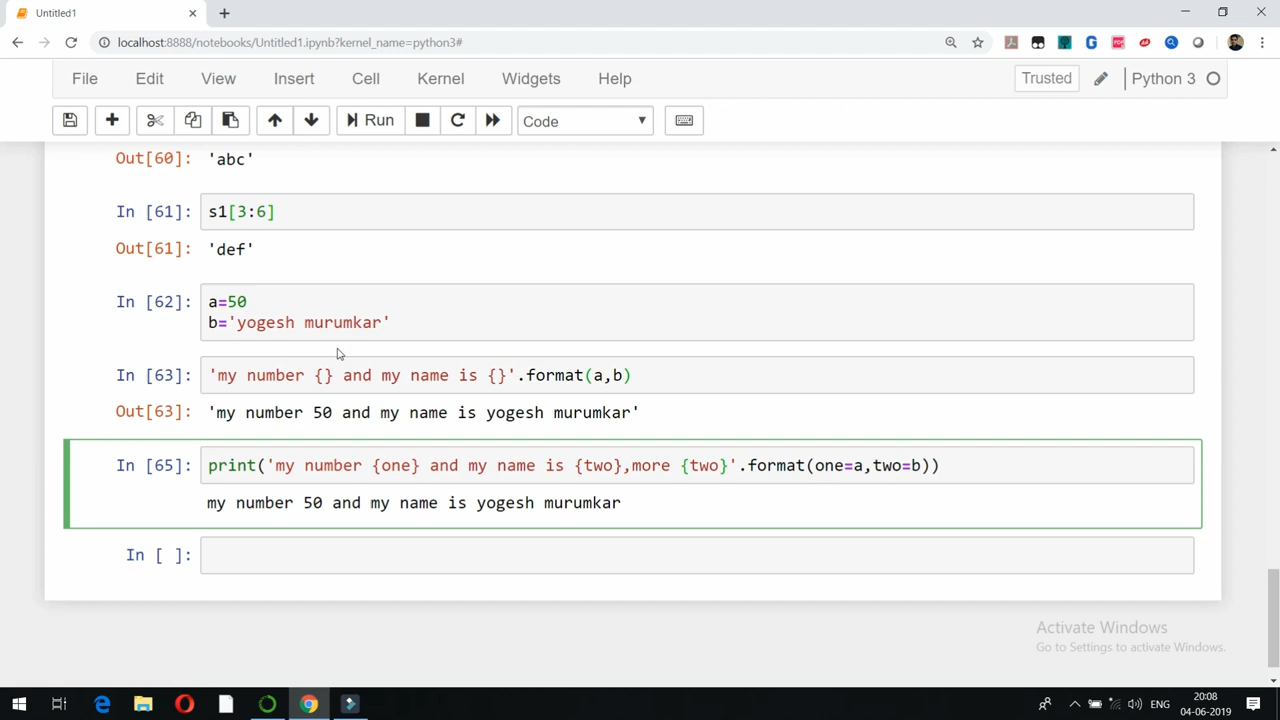 Untitled1
localhost:8888/notebooks/Untitled1.ipynb?kernel_name=python3#
File Edit View Insert Cell Kernel Widgets Help Trusted Python 3
Run Code
Out[60]: 'abc'
In [61]: s1[3:6]
Out[61]: 'def'
In [62]: a=50
b='yogesh murumkar'
In [63]: 'my number {} and my name is {}'.format(a,b)
Out[63]: 'my number 50 and my name is yogesh murumkar'
In [65]: print('my number {one} and my name is {two},more {two}'.format(one=a,two=b))
my number 50 and my name is yogesh murumkar
In [ ]:
Activate Windows
Go to Settings to activate Windows.
ENG
20:08
04-06-2019